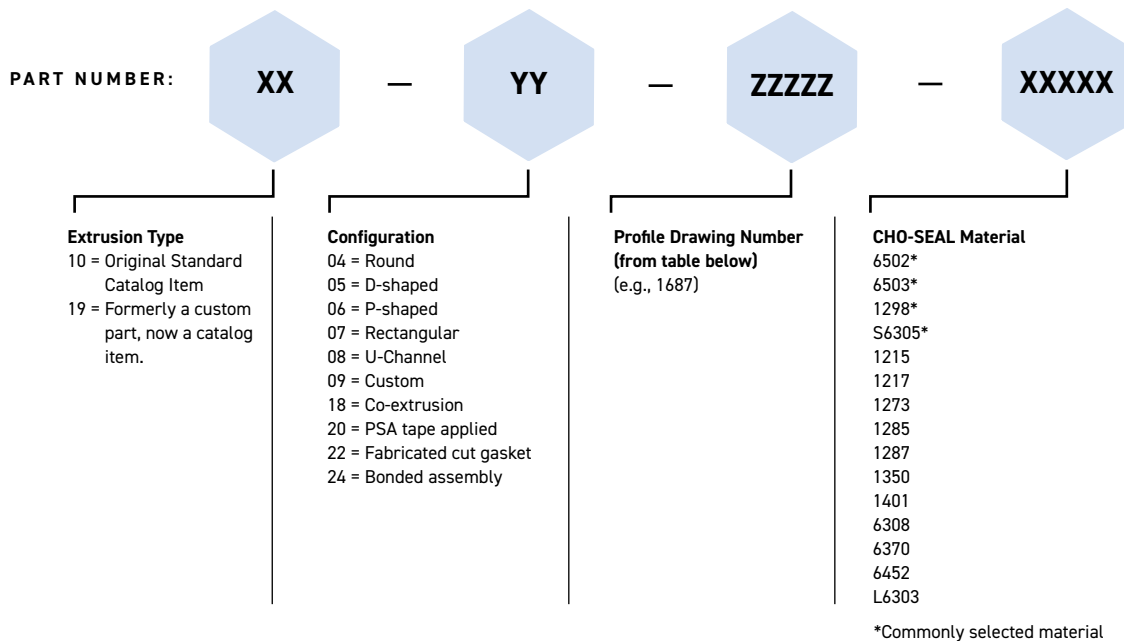 PART NUMBER:
XX — YY — ZZZZZ — XXXXX
Extrusion Type
10 = Original Standard
Catalog Item
19 = Formerly a custom
part, now a catalog
item.
Configuration
04 = Round
05 = D-shaped
06 = P-shaped
07 = Rectangular
08 = U-Channel
09 = Custom
18 = Co-extrusion
20 = PSA tape applied
22 = Fabricated cut gasket
24 = Bonded assembly
Profile Drawing Number
(from table below)
(e.g., 1687)
CHO-SEAL Material
6502*
6503*
1298*
S6305*
1215
1217
1273
1285
1287
1350
1401
6308
6370
6452
L6303
*Commonly selected material